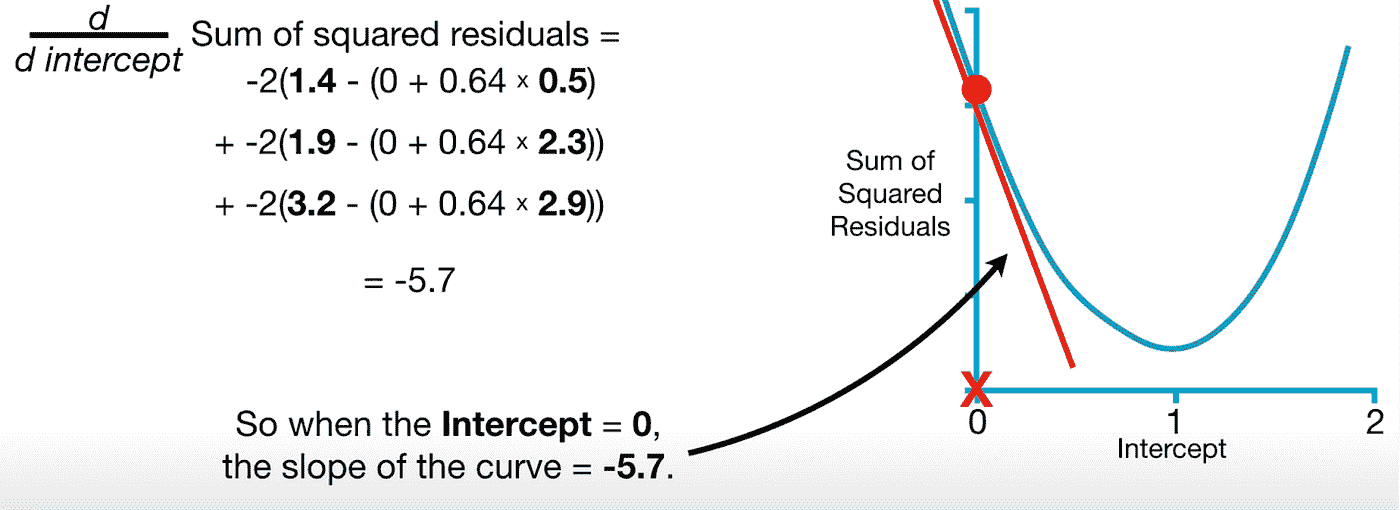 d
d intercept
Sum of squared residuals =
-2(1.4 - (0 + 0.64 × 0.5)
+ -2(1.9 - (0 + 0.64 × 2.3))
+ -2(3.2 - (0 + 0.64 × 2.9))
= -5.7
So when the Intercept = 0,
the slope of the curve = -5.7.
Sum of
Squared
Residuals
X
0 1 2
Intercept